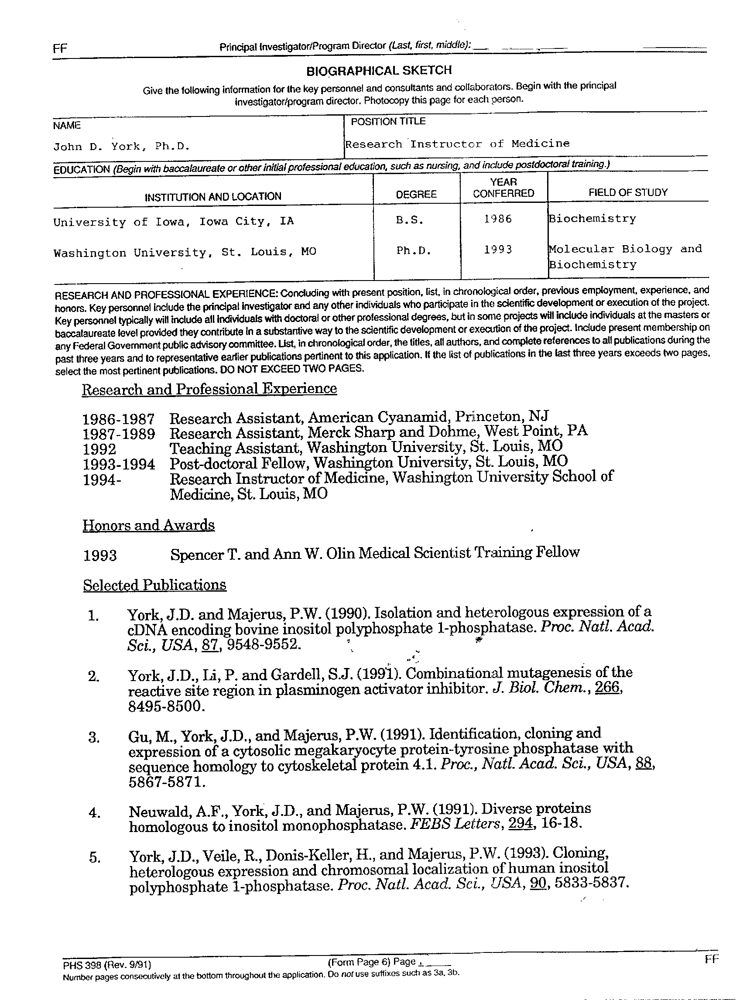 FF
Principal Investigator/Program Director (Last, first, middle):
BIOGRAPHICAL SKETCH
Give the following information for the key personnel and consultants and collaborators. Begin with the principal
investigator/program director. Photocopy this page for each person.
NAME
POSITION TITLE
John D. York, Ph.D.
Research Instructor of Medicine
EDUCATION (Begin with baccalaureate or other initial professional education, such as nursing, and include postdoctoral training.)
INSTITUTION AND LOCATION
DEGREE
YEAR
CONFERRED
FIELD OF STUDY
University of Iowa, Iowa City, IA
B.S.
1986
Biochemistry
Washington University, St. Louis, MO
Ph.D.
1993
Molecular Biology and
Biochemistry
RESEARCH AND PROFESSIONAL EXPERIENCE: Concluding with present position, list, in chronological order, previous employment, experience, and
honors. Key personnel include the principal investigator and any other individuals who participate in the scientific development or execution of the project.
Key personnel typically will include all individuals with doctoral or other professional degrees, but in some projects will include individuals at the masters or
baccalaureate level provided they contribute in a substantive way to the scientific development or execution of the project. Include present membership on
any Federal Government public advisory committee. List, in chronological order, the titles, all authors, and complete references to all publications during the
past three years and to representative earlier publications pertinent to this application. If the list of publications in the last three years exceeds two pages,
select the most pertinent publications. DO NOT EXCEED TWO PAGES.
Research and Professional Experience
1986-1987 Research Assistant, American Cyanamid, Princeton, NJ
1987-1989 Research Assistant, Merck Sharp and Dohme, West Point, PA
1992 Teaching Assistant, Washington University, St. Louis, MO
1993-1994 Post-doctoral Fellow, Washington University, St. Louis, MO
1994- Research Instructor of Medicine, Washington University School of
Medicine, St. Louis, MO
Honors and Awards
1993 Spencer T. and Ann W. Olin Medical Scientist Training Fellow
Selected Publications
1. York, J.D. and Majerus, P.W. (1990). Isolation and heterologous expression of a
cDNA encoding bovine inositol polyphosphate 1-phosphatase. Proc. Natl. Acad.
Sci., USA, 87, 9548-9552.
2. York, J.D., Li, P. and Gardell, S.J. (1991). Combinational mutagenesis of the
reactive site region in plasminogen activator inhibitor. J. Biol. Chem., 266,
8495-8500.
3. Gu, M., York, J.D., and Majerus, P.W. (1991). Identification, cloning and
expression of a cytosolic megakaryocyte protein-tyrosine phosphatase with
sequence homology to cytoskeletal protein 4.1. Proc., Natl. Acad. Sci., USA, 88,
5867-5871.
4. Neuwald, A.F., York, J.D., and Majerus, P.W. (1991). Diverse proteins
homologous to inositol monophosphatase. FEBS Letters, 294, 16-18.
5. York, J.D., Veile, R., Donis-Keller, H., and Majerus, P.W. (1993). Cloning,
heterologous expression and chromosomal localization of human inositol
polyphosphate 1-phosphatase. Proc. Natl. Acad. Sci., USA, 90, 5833-5837.
PHS 398 (Rev. 9/91)
(Form Page 6) Page
FF
Number pages consecutively at the bottom throughout the application. Do not use suffixes such as 3a, 3b.